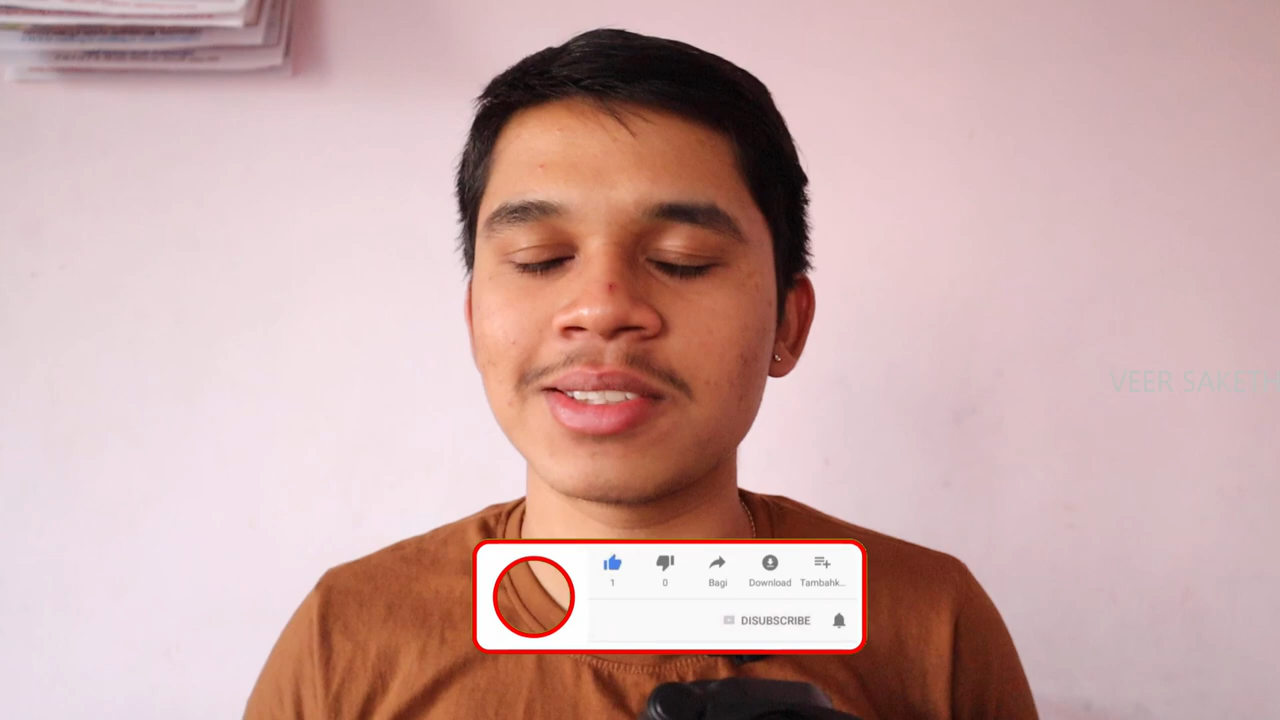 VEER SAKETH
1
0
Bagi
Download
Tambahk...
DISUBSCRIBE